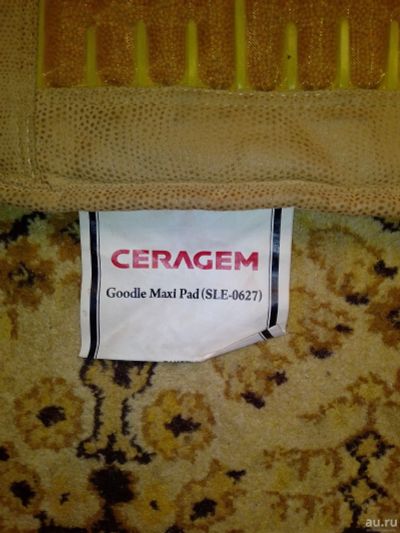 CERAGEM
Goodle Maxi Pad (SLE-0627)
au.ru